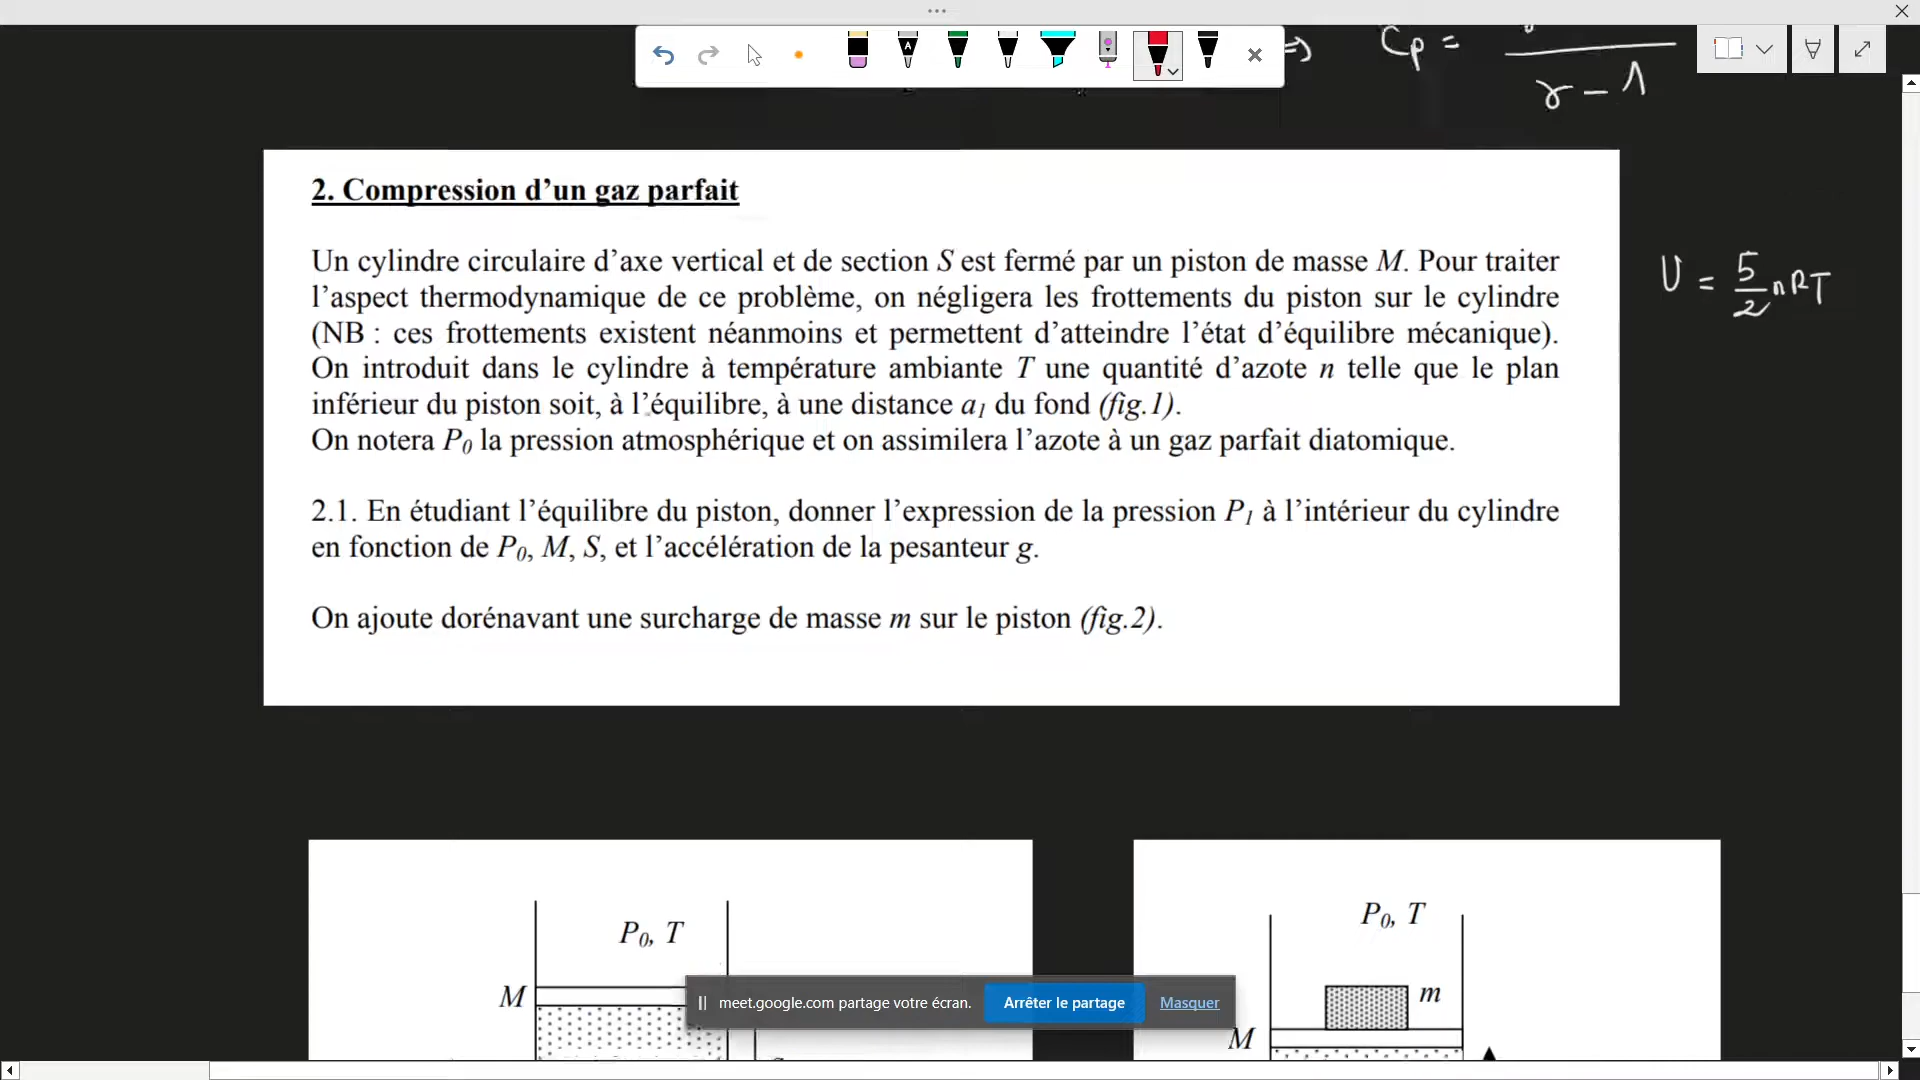 ⇒ Cp =
γ - 1
2. Compression d’un gaz parfait
Un cylindre circulaire d’axe vertical et de section S est fermé par un piston de masse M. Pour traiter
l’aspect thermodynamique de ce problème, on négligera les frottements du piston sur le cylindre
(NB : ces frottements existent néanmoins et permettent d’atteindre l’état d’équilibre mécanique).
On introduit dans le cylindre à température ambiante T une quantité d’azote n telle que le plan
inférieur du piston soit, à l’équilibre, à une distance a₁ du fond (fig.1).
On notera P₀ la pression atmosphérique et on assimilera l’azote à un gaz parfait diatomique.
U = 5/2 nRT
2.1. En étudiant l’équilibre du piston, donner l’expression de la pression P₁ à l’intérieur du cylindre
en fonction de P₀, M, S, et l’accélération de la pesanteur g.
On ajoute dorénavant une surcharge de masse m sur le piston (fig.2).
P₀, T
M
P₀, T
m
M
meet.google.com partage votre écran.
Arrêter le partage
Masquer